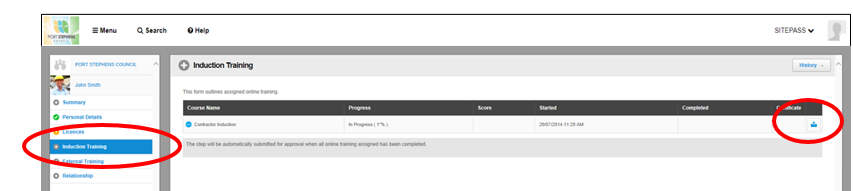 PORT STEPHENS
COUNCIL
Menu Search Help SITEPASS
PORT STEPHENS COUNCIL
John Smith
Summary
Personal Details
Licences
Induction Training
External Training
Relationship
Induction Training History
This form outlines assigned online training.
Course Name Progress Score Started Completed Certificate
Contractor Induction In Progress ( 1% ) 29/07/2014 11:28 AM
The step will be automatically submitted for approval when all online training assigned has been completed.